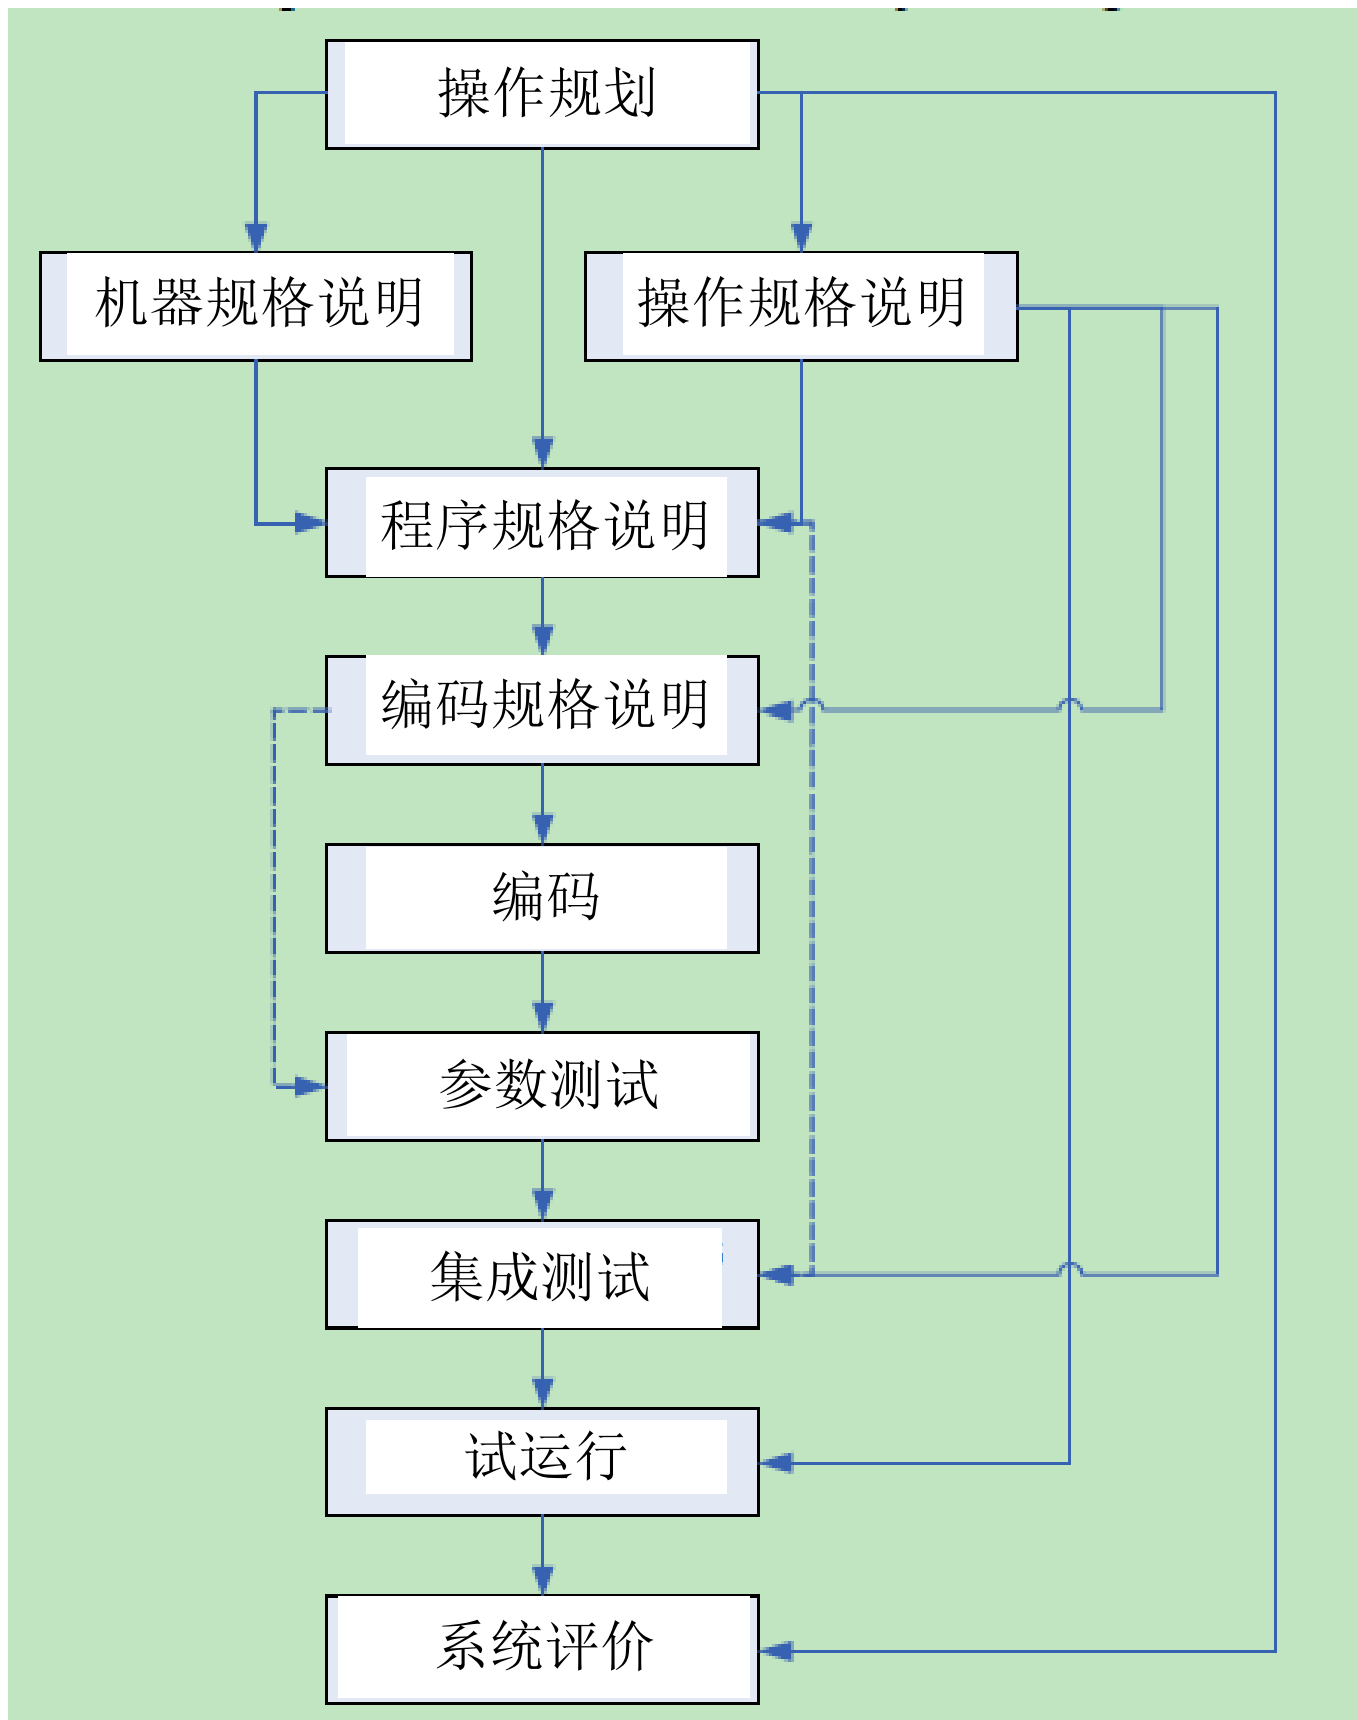 操作规划
机器规格说明
操作规格说明
程序规格说明
编码规格说明
编码
参数测试
集成测试
试运行
系统评价